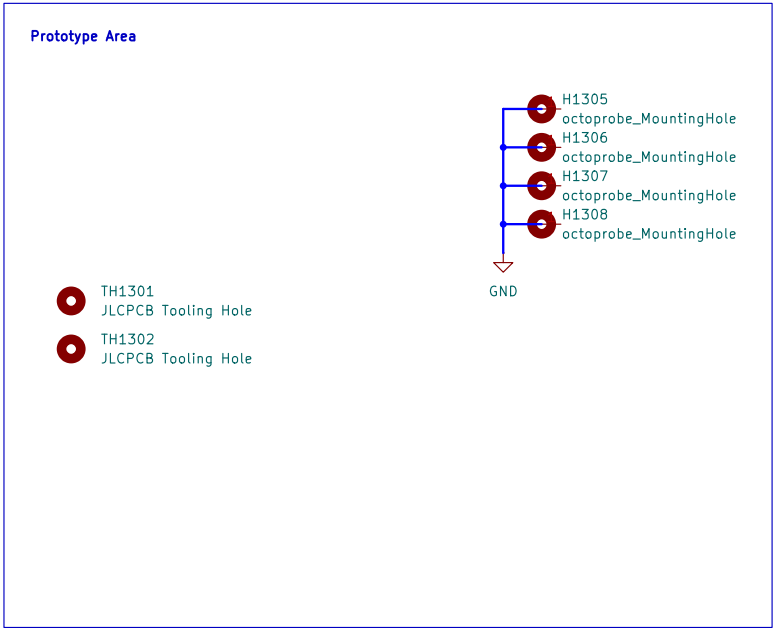 Prototype Area
H1305
octoprobe_MountingHole
H1306
octoprobe_MountingHole
H1307
octoprobe_MountingHole
H1308
octoprobe_MountingHole
GND
TH1301
JLCPCB Tooling Hole
TH1302
JLCPCB Tooling Hole